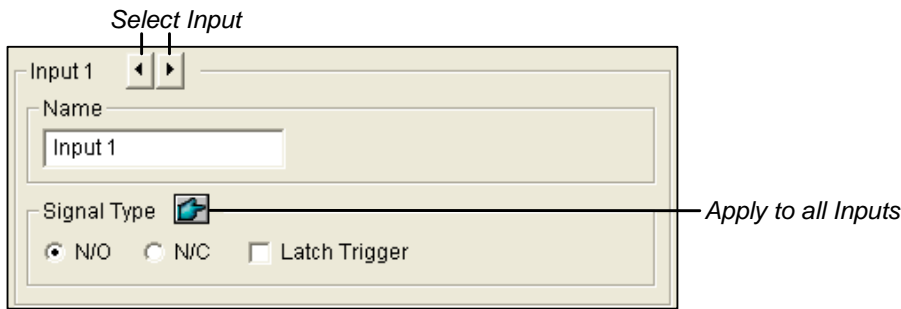 Select Input
Input 1
Name
Input 1
Signal Type
Apply to all Inputs
N/O N/C Latch Trigger